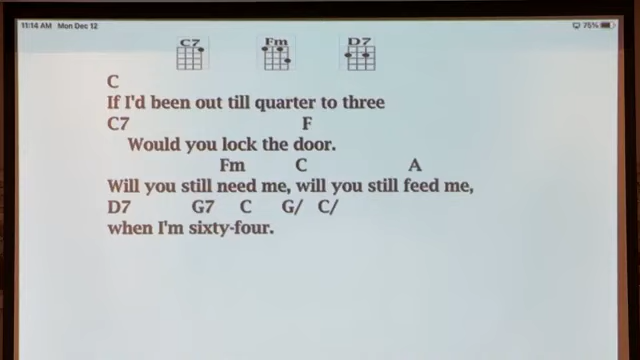 11:14 AM Mon Dec 12 75%
C7 Fm D7
C
If I'd been out till quarter to three
C7 F
Would you lock the door.
Fm C A
Will you still need me, will you still feed me,
D7 G7 C G/ C/
when I'm sixty-four.